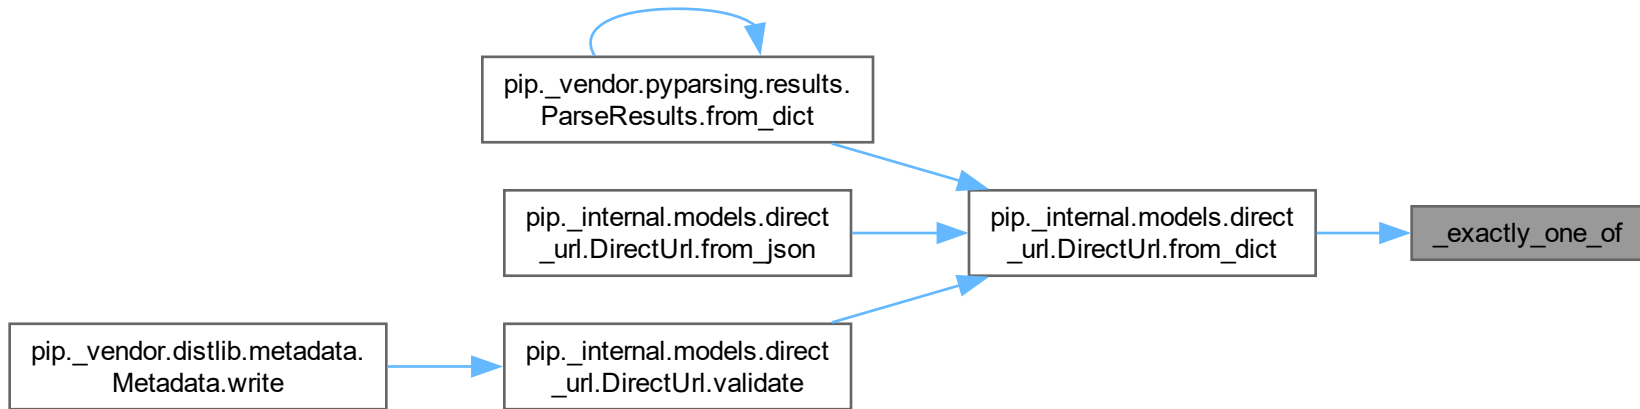 pip._vendor.pyparsing.results.
ParseResults.from_dict
pip._internal.models.direct
_url.DirectUrl.from_json
pip._internal.models.direct
_url.DirectUrl.from_dict
_exactly_one_of
pip._vendor.distlib.metadata.
Metadata.write
pip._internal.models.direct
_url.DirectUrl.validate